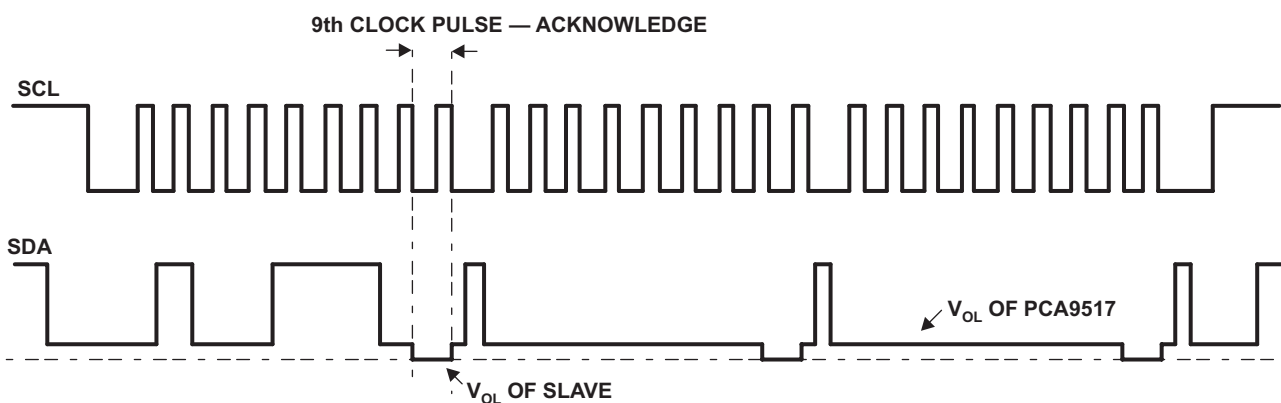 9th CLOCK PULSE — ACKNOWLEDGE
SCL
SDA
VOL OF PCA9517
VOL OF SLAVE